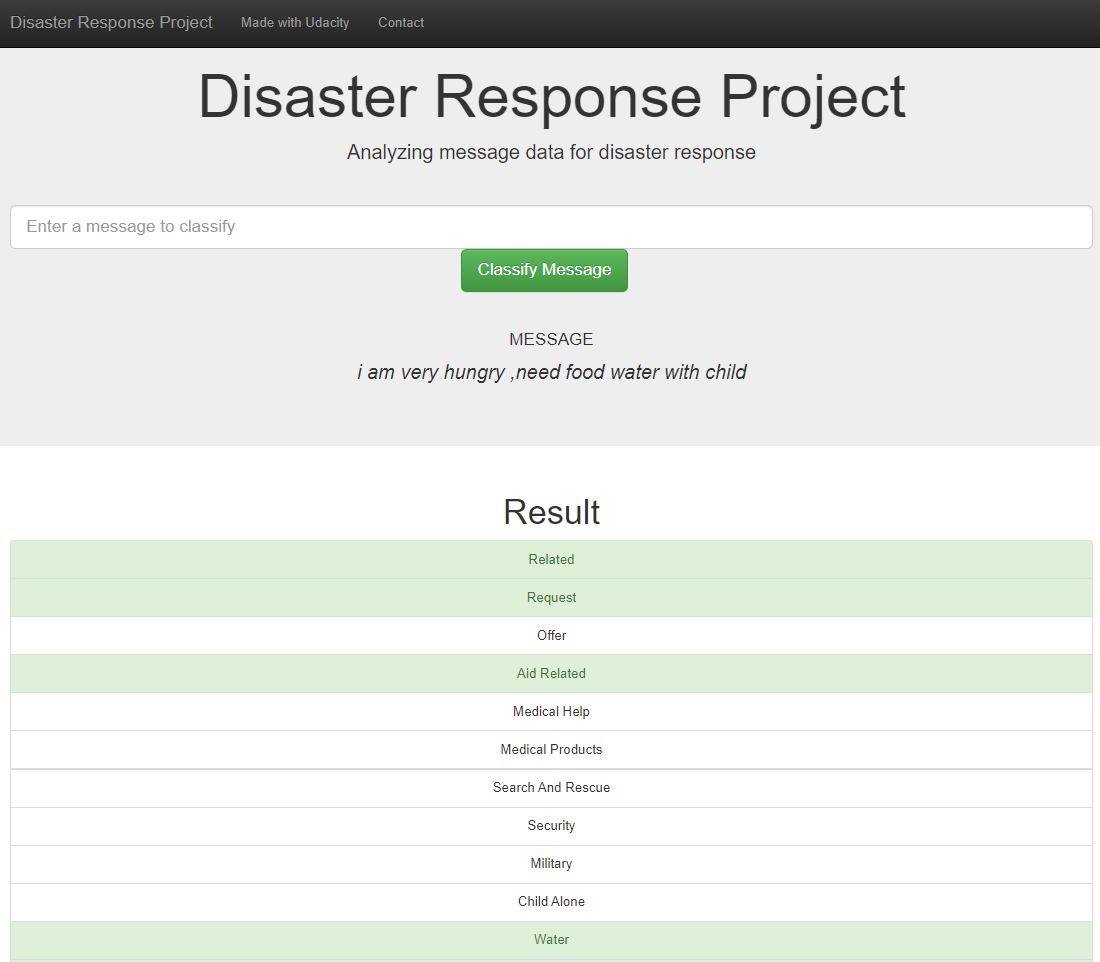 Disaster Response Project Made with Udacity Contact
Disaster Response Project
Analyzing message data for disaster response
Enter a message to classify
Classify Message
MESSAGE
i am very hungry ,need food water with child
Result
Related
Request
Offer
Aid Related
Medical Help
Medical Products
Search And Rescue
Security
Military
Child Alone
Water